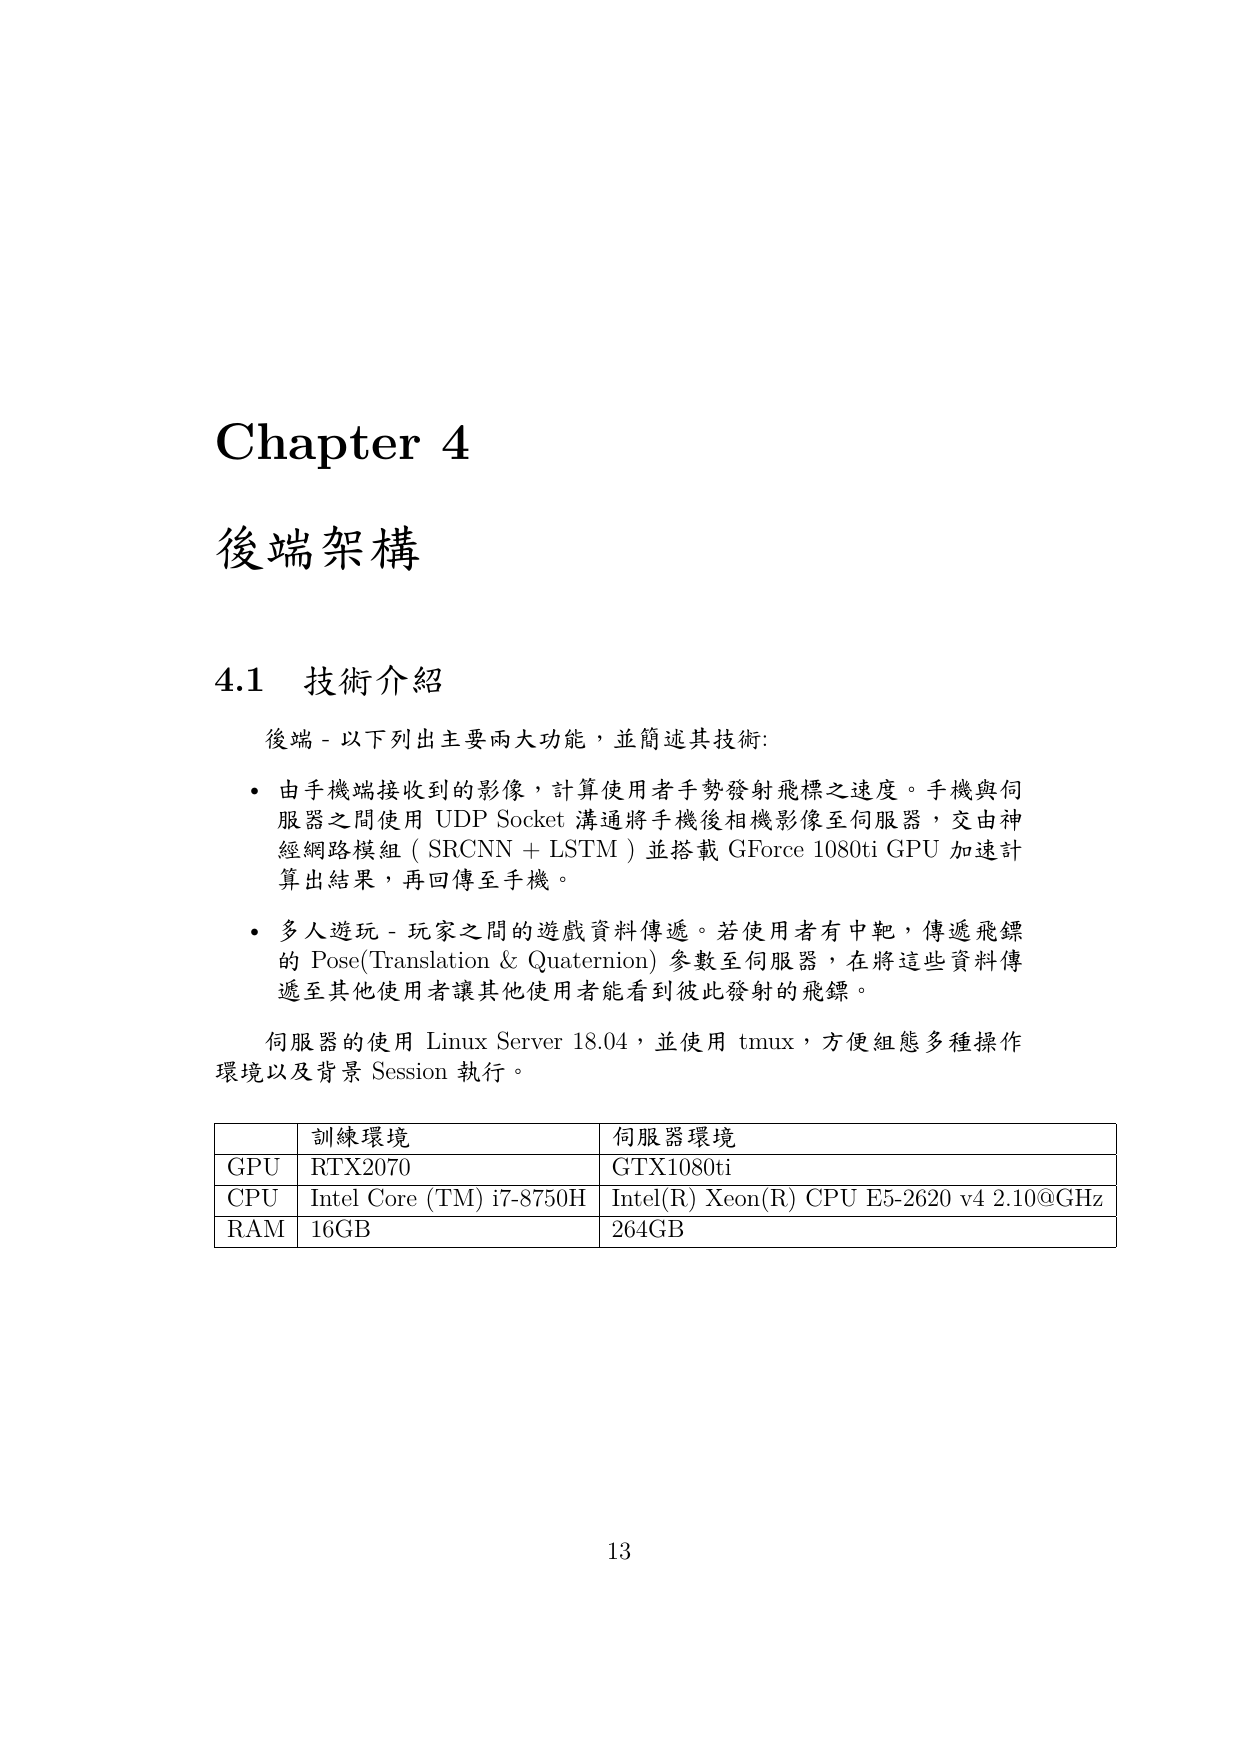 Chapter 4
後端架構
4.1 技術介紹
後端 - 以下列出主要兩大功能，並簡述其技術:
• 由手機端接收到的影像，計算使用者手勢發射飛標之速度。手機與伺
服器之間使用 UDP Socket 溝通將手機後相機影像至伺服器，交由神
經網路模組 ( SRCNN + LSTM ) 並搭載 GForce 1080ti GPU 加速計
算出結果，再回傳至手機。
• 多人遊玩 - 玩家之間的遊戲資料傳遞。若使用者有中靶，傳遞飛鏢
的 Pose(Translation & Quaternion) 參數至伺服器，在將這些資料傳
遞至其他使用者讓其他使用者能看到彼此發射的飛鏢。
伺服器的使用 Linux Server 18.04，並使用 tmux，方便組態多種操作
環境以及背景 Session 執行。
訓練環境 伺服器環境
GPU RTX2070 GTX1080ti
CPU Intel Core (TM) i7-8750H Intel(R) Xeon(R) CPU E5-2620 v4 2.10@GHz
RAM 16GB 264GB
13